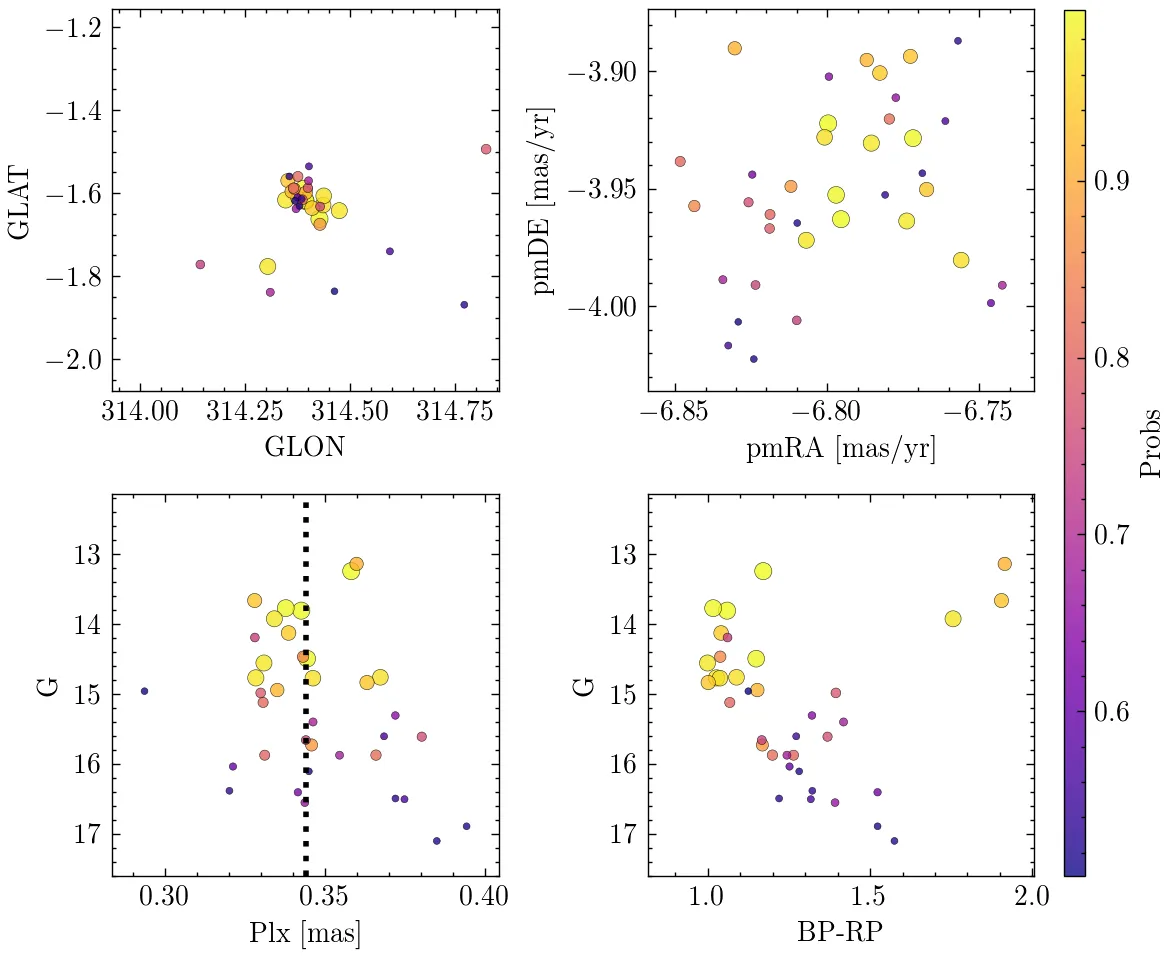 −1.2
−1.4
−1.6
−1.8
−2.0
GLAT
314.00 314.25 314.50 314.75
GLON
−3.90
−3.95
−4.00
pmDE [mas/yr]
−6.85 −6.80 −6.75
pmRA [mas/yr]
13
14
15
16
17
G
0.30 0.35 0.40
Plx [mas]
13
14
15
16
17
G
1.0 1.5 2.0
BP-RP
0.9
0.8
0.7
0.6
Probs